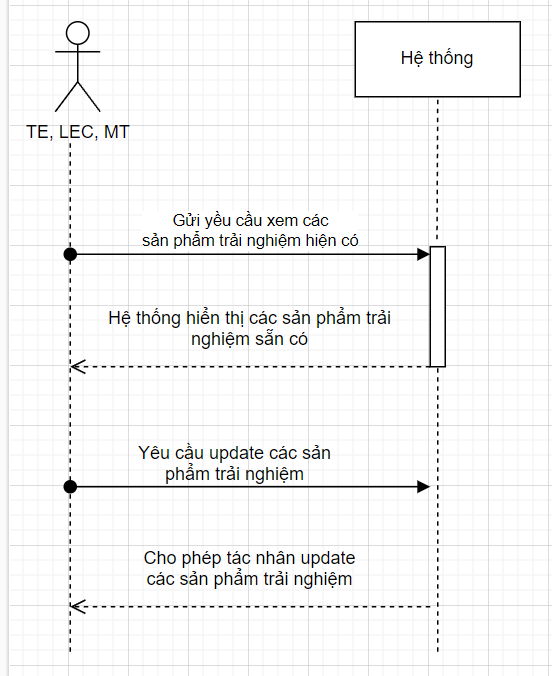 Hệ thống
TE, LEC, MT
Gửi yều cầu xem các
sản phẩm trải nghiệm hiện có
Hệ thống hiển thị các sản phẩm trải
nghiệm sẵn có
Yêu cầu update các sản
phẩm trải nghiệm
Cho phép tác nhân update
các sản phẩm trải nghiệm